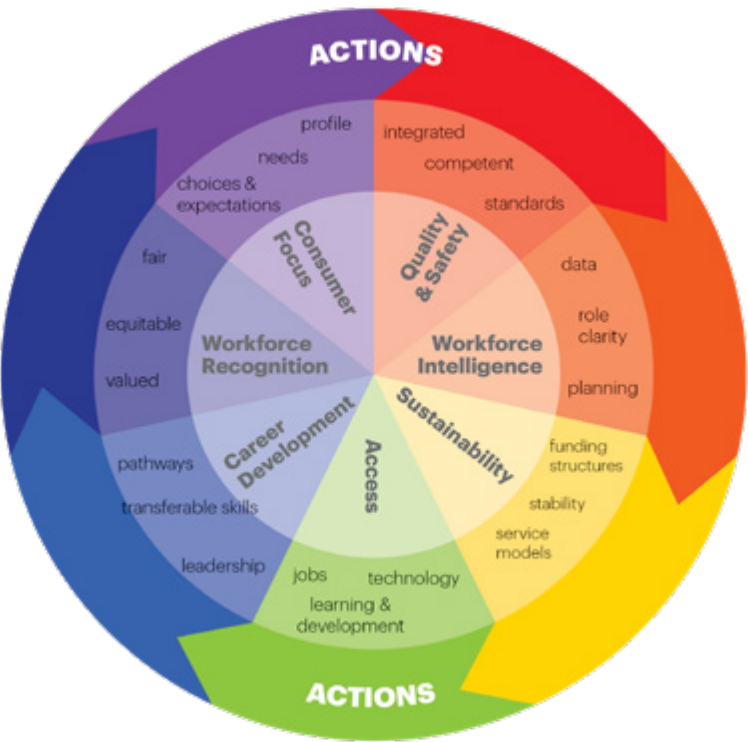 ACTIONS
integrated
competent
standards
Quality
& Safety
data
role
clarity
planning
Workforce
Intelligence
funding
structures
stability
service
models
Sustainability
jobs
technology
learning &
development
Access
pathways
transferable skills
leadership
Career
Development
fair
equitable
valued
Workforce
Recognition
profile
needs
choices &
expectations
Consumer
Focus
ACTIONS